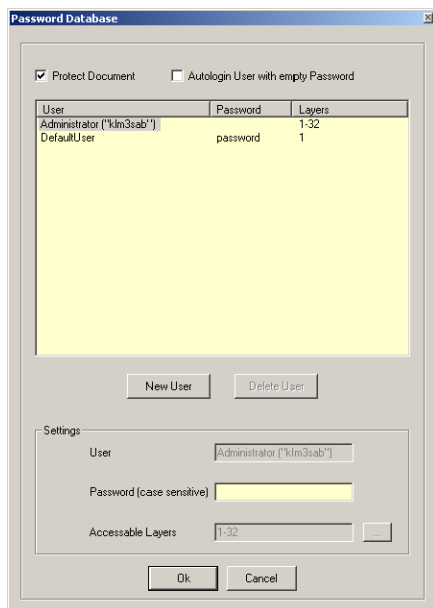 Password Database
Protect Document Autologin User with empty Password
User Password Layers
Administrator ("klm3sab") 1-32
DefaultUser password 1
New User Delete User
Settings
User Administrator ("klm3sab")
Password (case sensitive)
Accessable Layers 1-32 ...
Ok Cancel